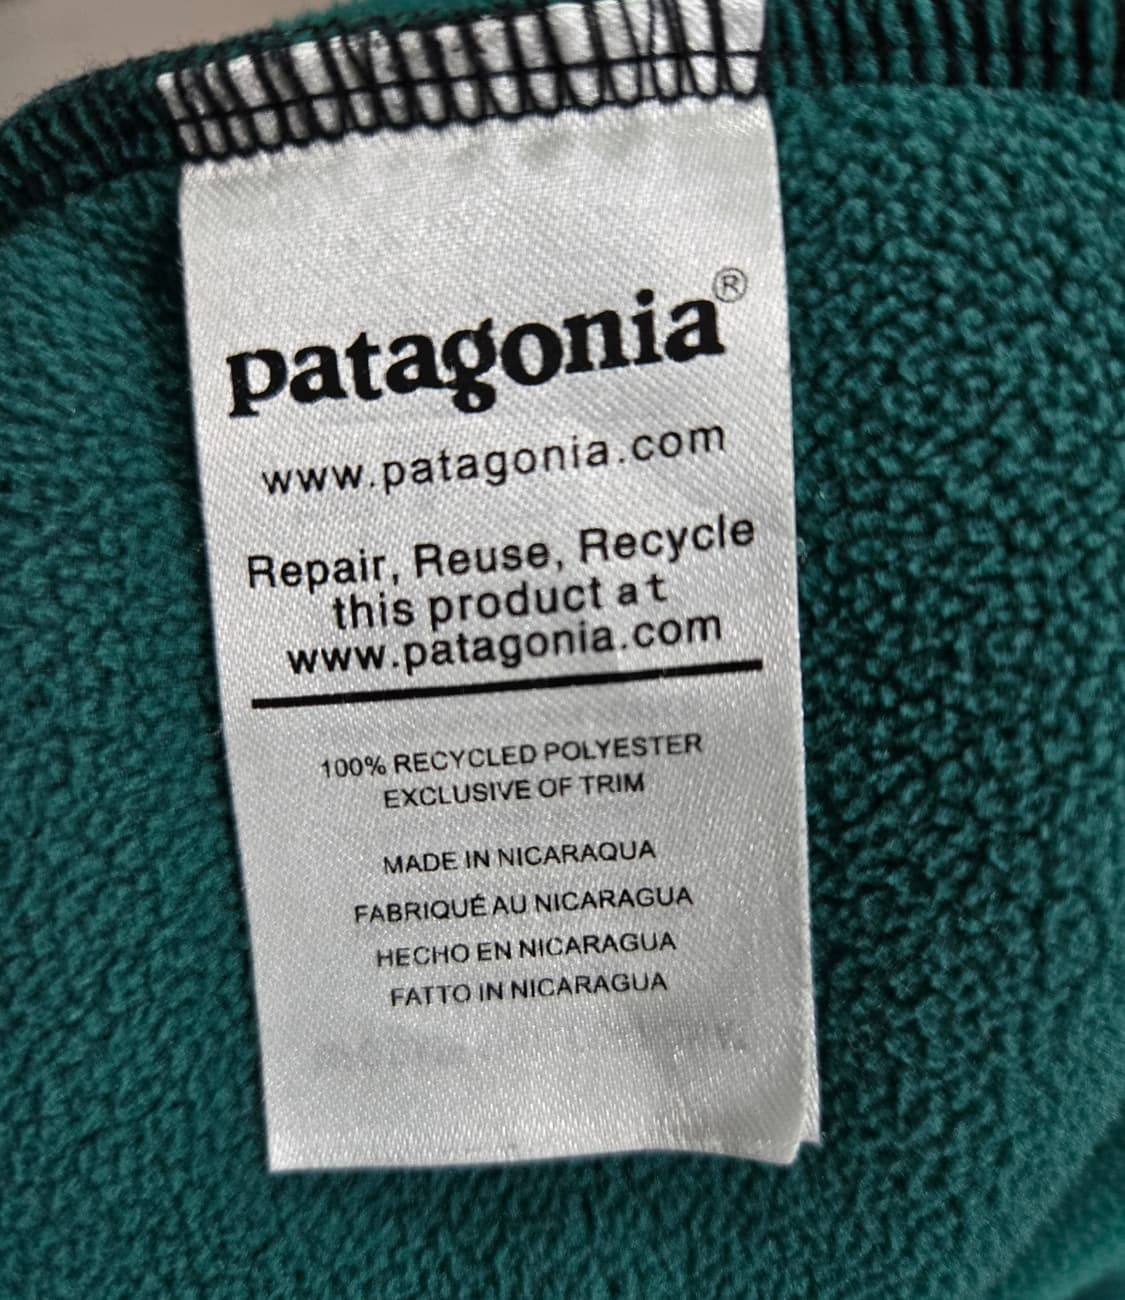 patagonia®
www.patagonia.com
Repair, Reuse, Recycle
this product at
www.patagonia.com
100% RECYCLED POLYESTER
EXCLUSIVE OF TRIM
MADE IN NICARAQUA
FABRIQUÉ AU NICARAGUA
HECHO EN NICARAGUA
FATTO IN NICARAGUA